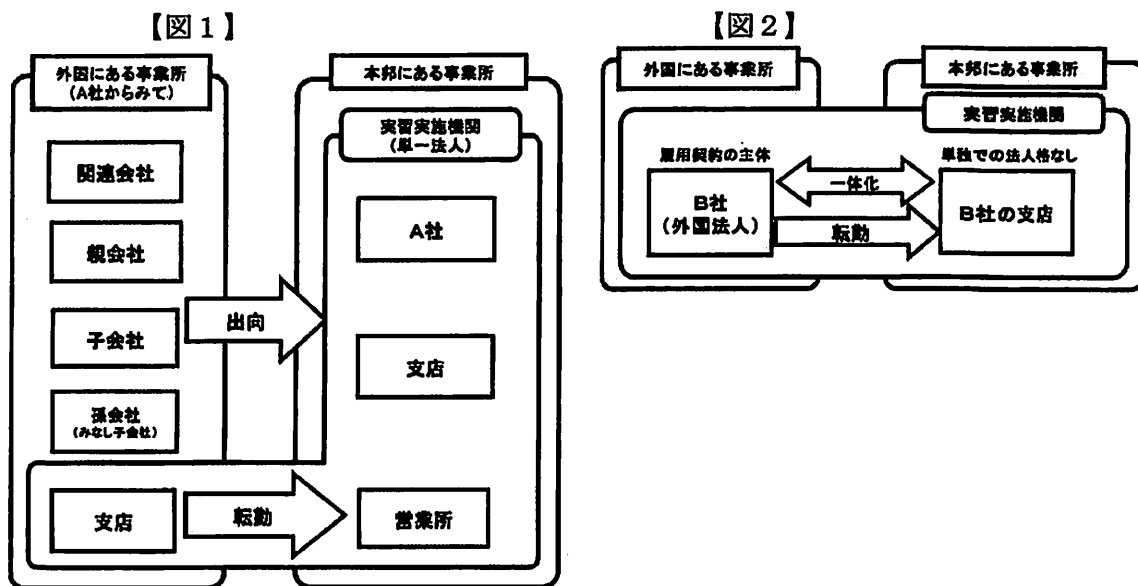 【図1】
外国にある事業所
(A社からみて)
本邦にある事業所
実習実施機関
(単一法人)
関連会社
親会社
子会社
孫会社
(みなし子会社)
支店
出向
転勤
A社
支店
営業所
【図2】
外国にある事業所
本邦にある事業所
実習実施機関
雇用契約の主体
単独での法人格なし
B社
(外国法人)
一体化
転勤
B社の支店